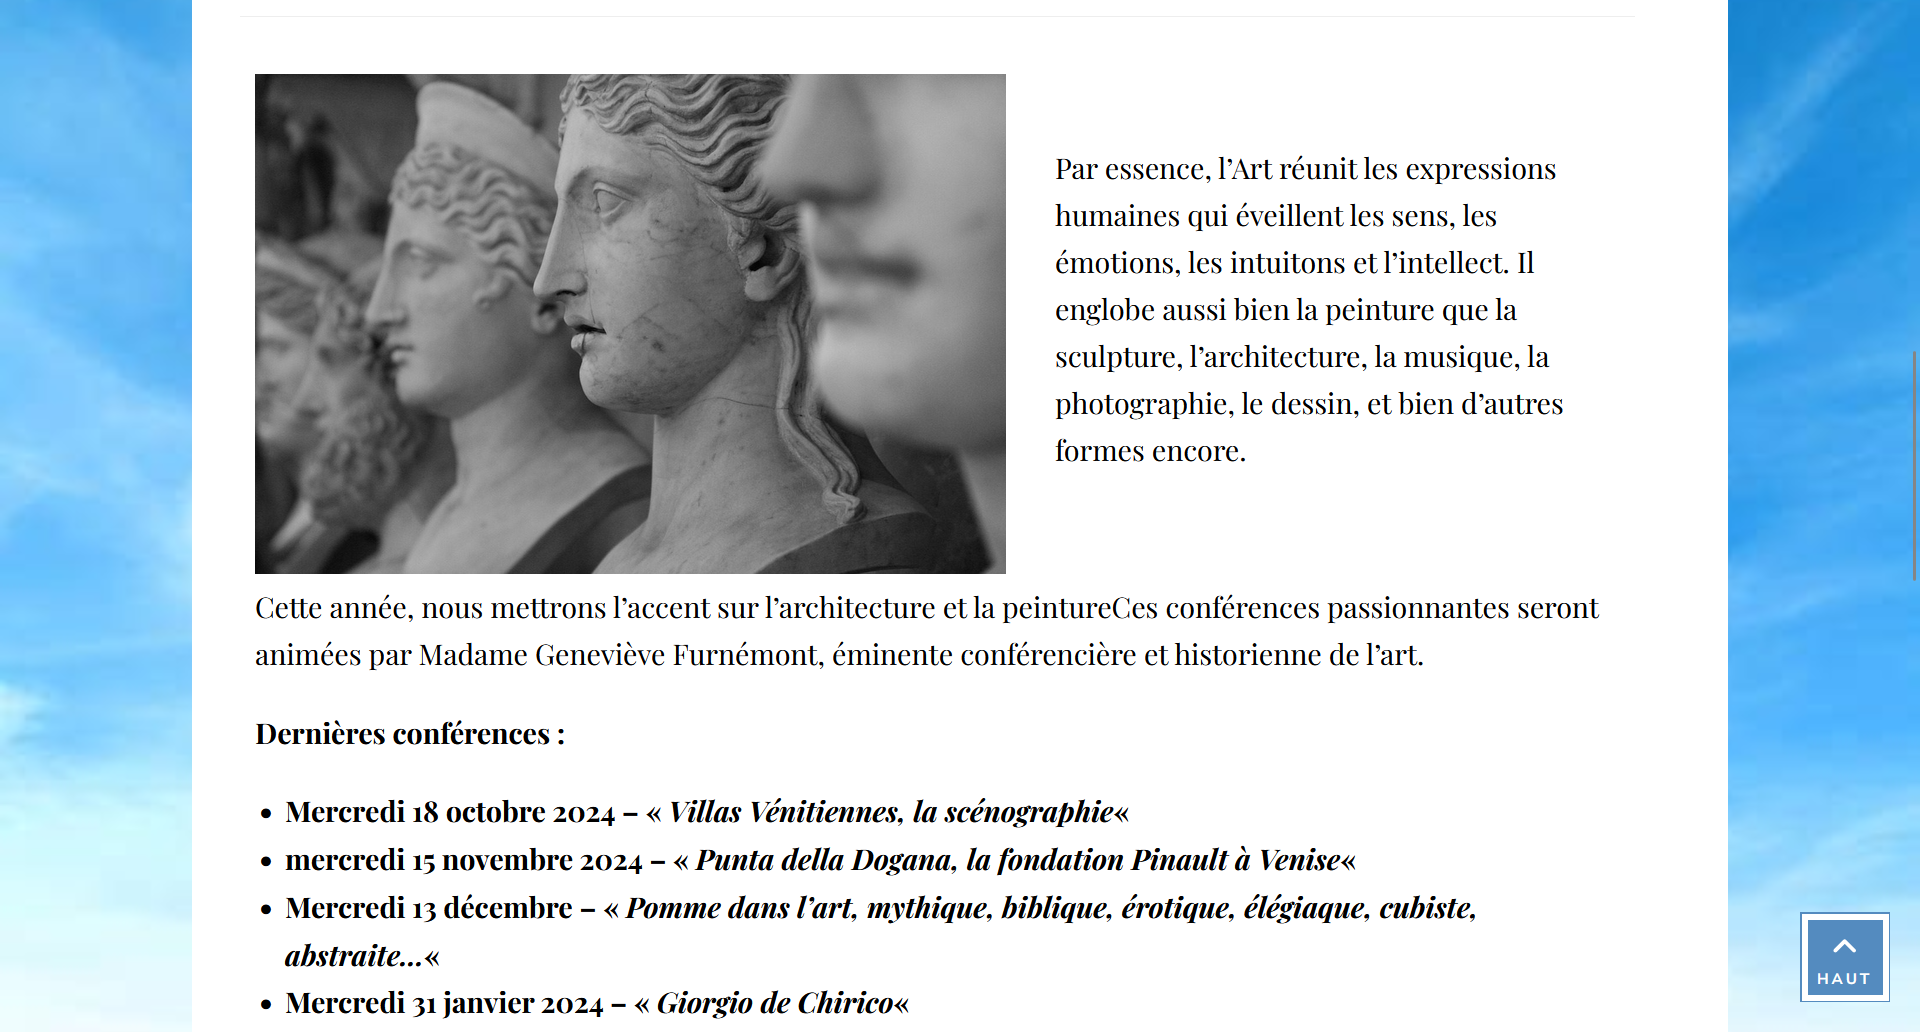 Par essence, l’Art réunit les expressions
humaines qui éveillent les sens, les
émotions, les intuitons et l’intellect. Il
englobe aussi bien la peinture que la
sculpture, l’architecture, la musique, la
photographie, le dessin, et bien d’autres
formes encore.
Cette année, nous mettrons l’accent sur l’architecture et la peintureCes conférences passionnantes seront
animées par Madame Geneviève Furnémont, éminente conférencière et historienne de l’art.
Dernières conférences :
• Mercredi 18 octobre 2024 – « Villas Vénitiennes, la scénographie«
• mercredi 15 novembre 2024 – « Punta della Dogana, la fondation Pinault à Venise«
• Mercredi 13 décembre – « Pomme dans l’art, mythique, biblique, érotique, élégiaque, cubiste,
abstraite…«
• Mercredi 31 janvier 2024 – « Giorgio de Chirico«
HAUT